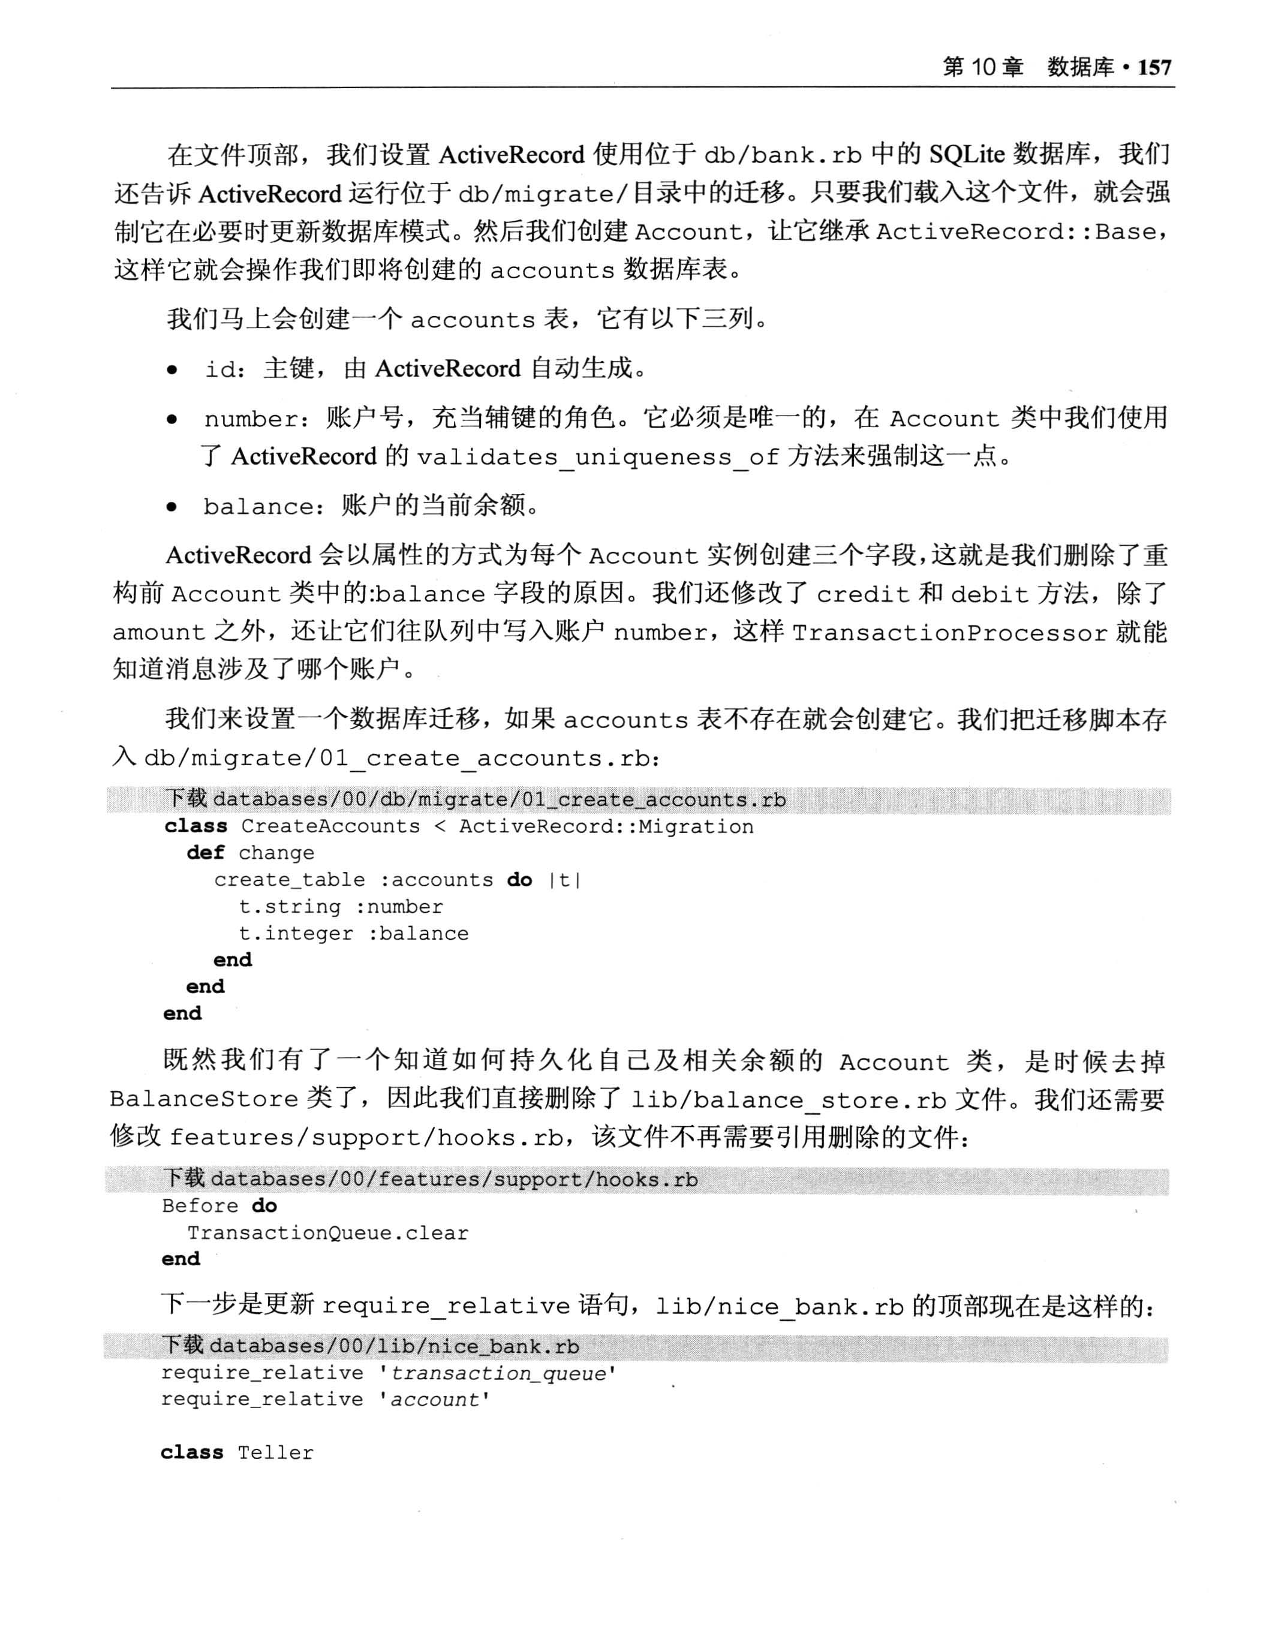 第 10 章　数据库 • 157
在文件顶部，我们设置 ActiveRecord 使用位于 db/bank.rb 中的 SQLite 数据库，我们
还告诉 ActiveRecord 运行位于 db/migrate/目录中的迁移。只要我们载入这个文件，就会强
制它在必要时更新数据库模式。然后我们创建 Account，让它继承 ActiveRecord::Base，
这样它就会操作我们即将创建的 accounts 数据库表。
我们马上会创建一个 accounts 表，它有以下三列。
● id：主键，由 ActiveRecord 自动生成。
● number：账户号，充当辅键的角色。它必须是唯一的，在 Account 类中我们使用
了 ActiveRecord 的 validates_uniqueness_of 方法来强制这一点。
● balance：账户的当前余额。
ActiveRecord 会以属性的方式为每个 Account 实例创建三个字段，这就是我们删除了重
构前 Account 类中的:balance 字段的原因。我们还修改了 credit 和 debit 方法，除了
amount 之外，还让它们往队列中写入账户 number，这样 TransactionProcessor 就能
知道消息涉及了哪个账户。
我们来设置一个数据库迁移，如果 accounts 表不存在就会创建它。我们把迁移脚本存
入 db/migrate/01_create_accounts.rb：
下载 databases/00/db/migrate/01_create_accounts.rb
class CreateAccounts < ActiveRecord::Migration
  def change
    create_table :accounts do |t|
      t.string :number
      t.integer :balance
    end
  end
end
既然我们有了一个知道如何持久化自己及相关余额的 Account 类，是时候去掉
BalanceStore 类了，因此我们直接删除了 lib/balance_store.rb 文件。我们还需要
修改 features/support/hooks.rb，该文件不再需要引用删除的文件：
下载 databases/00/features/support/hooks.rb
Before do
  TransactionQueue.clear
end
下一步是更新 require_relative 语句，lib/nice_bank.rb 的顶部现在是这样的：
下载 databases/00/lib/nice_bank.rb
require_relative 'transaction_queue'
require_relative 'account'
class Teller